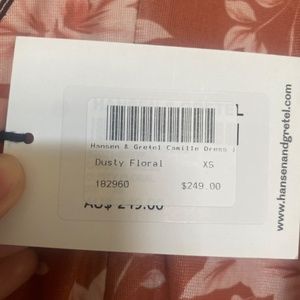 Hansen & Gretel Camille Dress
Dusty Floral XS
182960 $249.00
AU$ 249.00
www.hansenandgretel.com